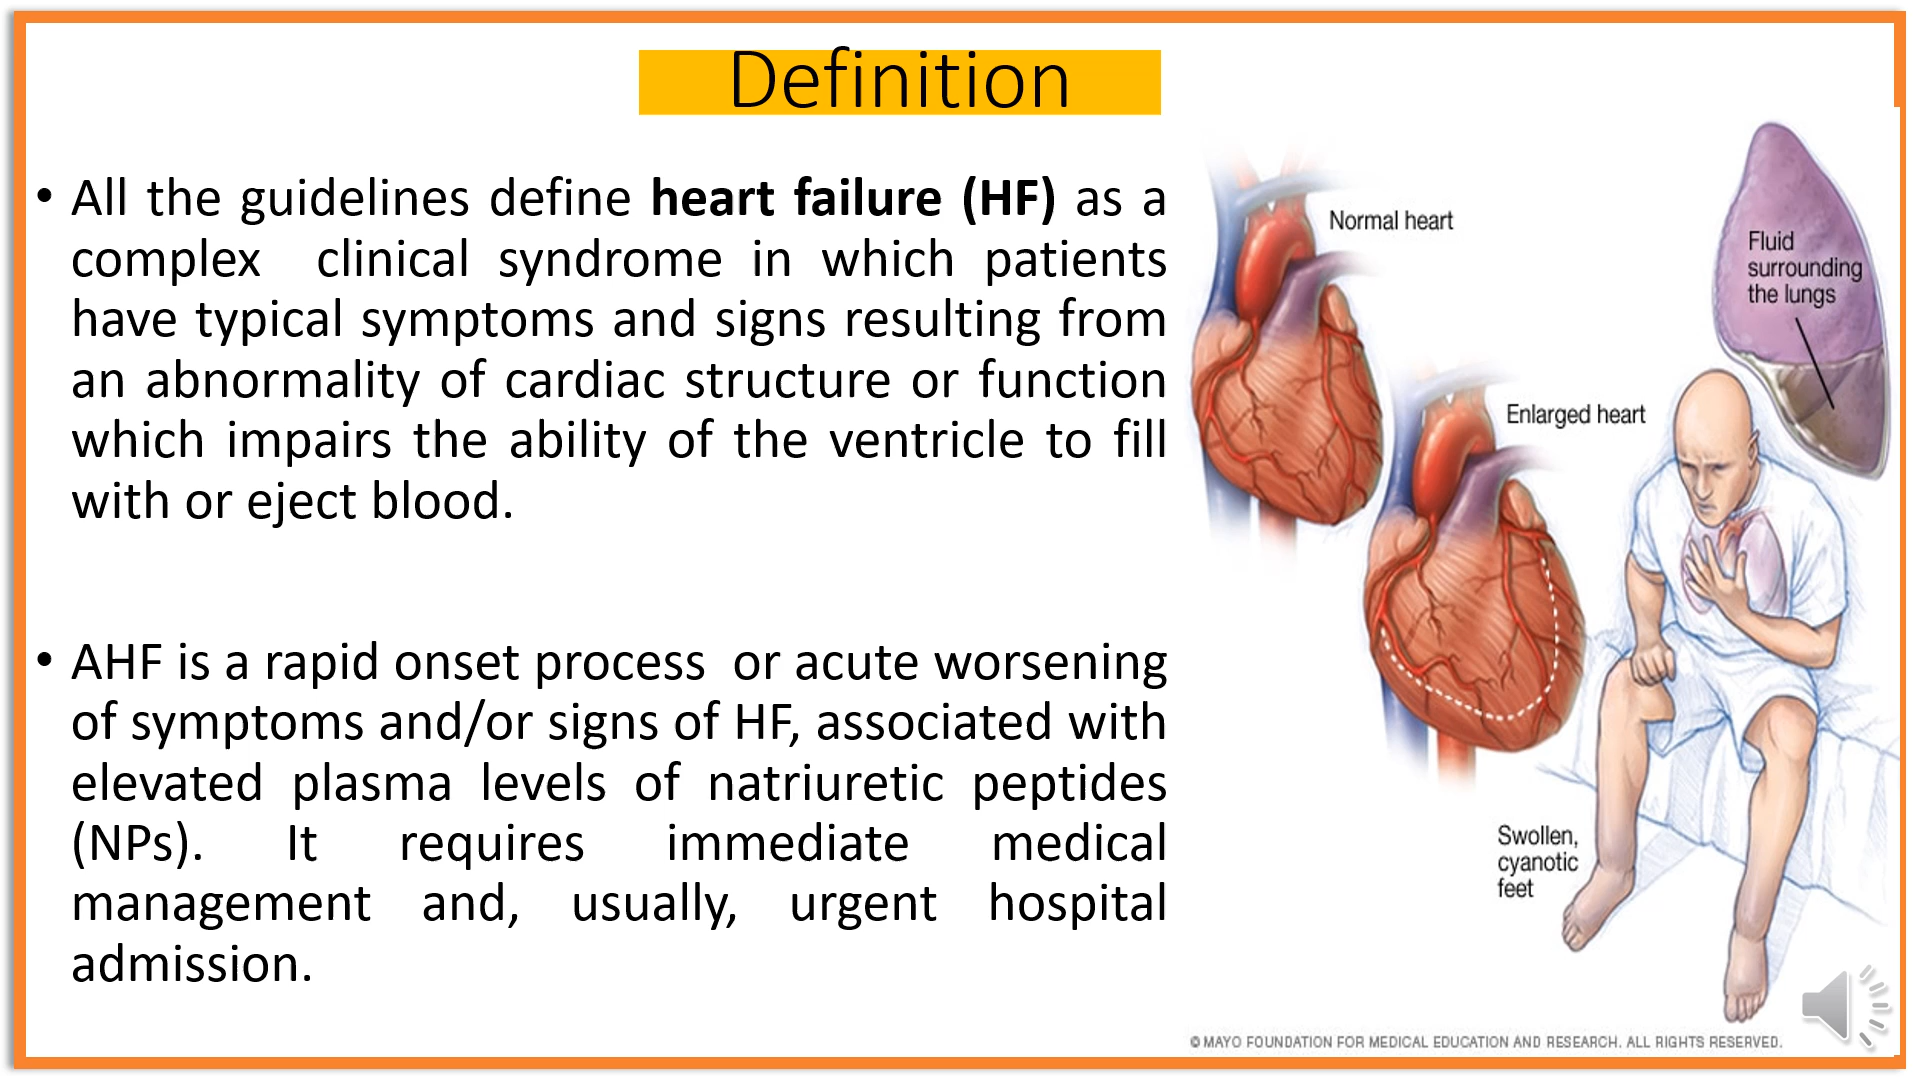 Definition
• All the guidelines define heart failure (HF) as a
complex clinical syndrome in which patients
have typical symptoms and signs resulting from
an abnormality of cardiac structure or function
which impairs the ability of the ventricle to fill
with or eject blood.
• AHF is a rapid onset process or acute worsening
of symptoms and/or signs of HF, associated with
elevated plasma levels of natriuretic peptides
(NPs). It requires immediate medical
management and, usually, urgent hospital
admission.
Normal heart
Fluid
surrounding
the lungs
Enlarged heart
Swollen,
cyanotic
feet
© MAYO FOUNDATION FOR MEDICAL EDUCATION AND RESEARCH. ALL RIGHTS RESERVED.